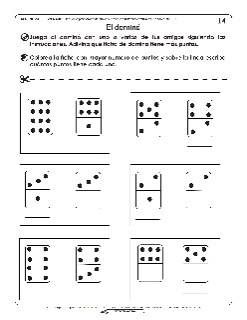 14
El dominó
Juega al dominó con uno o varios de tus amigos siguiendo las
instrucciones. Adivina qué ficha de dominó tiene más puntos.
Colorea la ficha con mayor número de puntos y sobre la línea escribe
cuántos puntos tiene cada una.